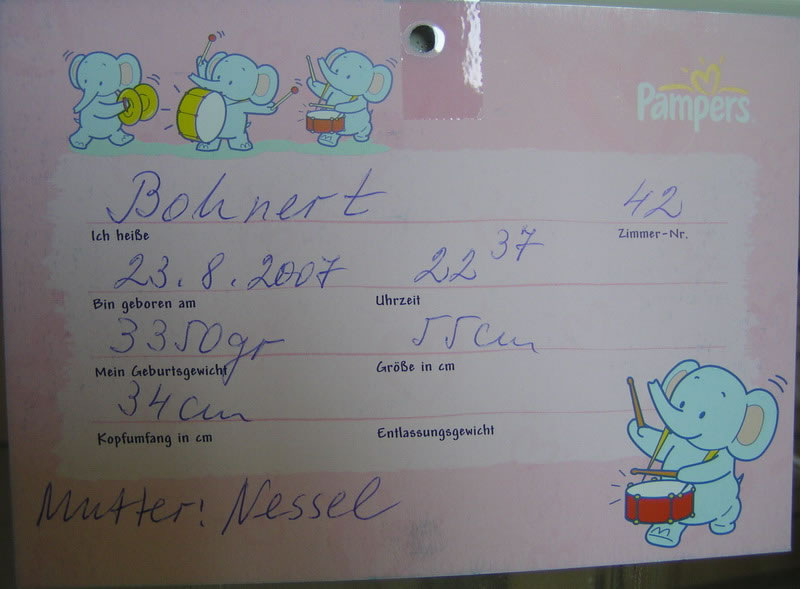 Pampers
Bohnert 42
Ich heiße Zimmer-Nr.
23.8.2007 22 37
Bin geboren am Uhrzeit
3350gr 55cm
Mein Geburtsgewicht Größe in cm
34cm
Kopfumfang in cm Entlassungsgewicht
Mutter: Nessel